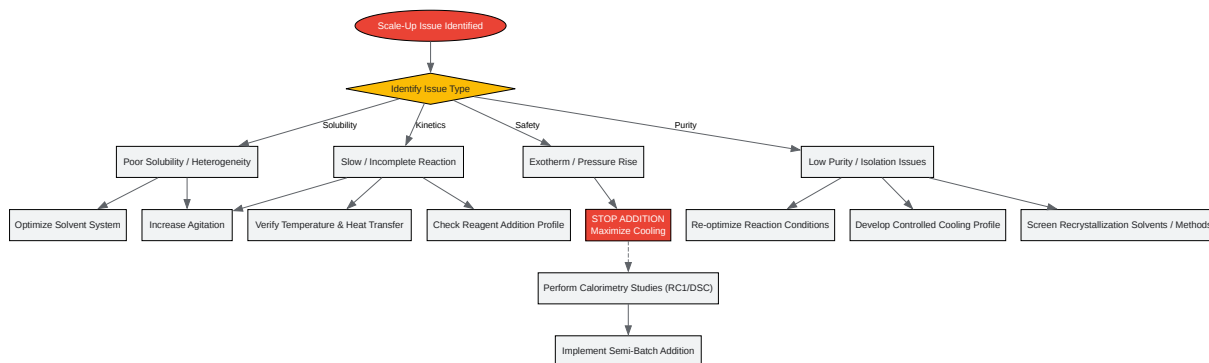 Scale-Up Issue Identified
Identify Issue Type
Solubility
Kinetics
Safety
Purity
Poor Solubility / Heterogeneity
Slow / Incomplete Reaction
Exotherm / Pressure Rise
Low Purity / Isolation Issues
Optimize Solvent System
Increase Agitation
Verify Temperature & Heat Transfer
Check Reagent Addition Profile
STOP ADDITION
Maximize Cooling
Re-optimize Reaction Conditions
Develop Controlled Cooling Profile
Screen Recrystallization Solvents / Methods
Perform Calorimetry Studies (RC1/DSC)
Implement Semi-Batch Addition